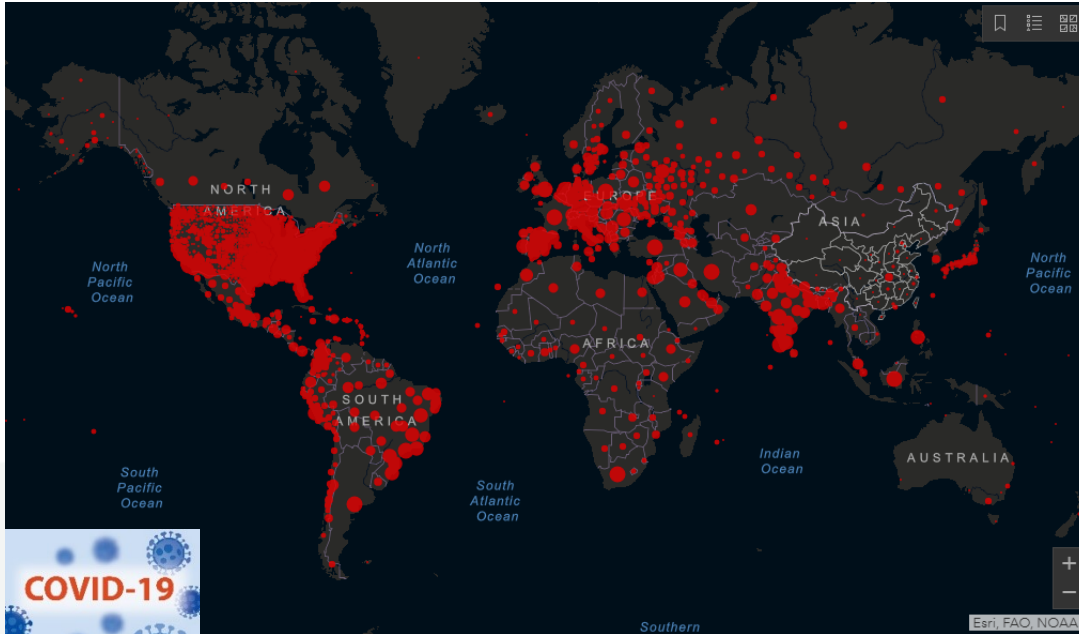 NORTH
AMERICA
EUROPE
ASIA
North
Pacific
Ocean
North
Atlantic
Ocean
North
Pacific
Ocean
AFRICA
SOUTH
AMERICA
Indian
Ocean
AUSTRALIA
South
Pacific
Ocean
South
Atlantic
Ocean
COVID-19
+
−
Esri, FAO, NOAA
Southern